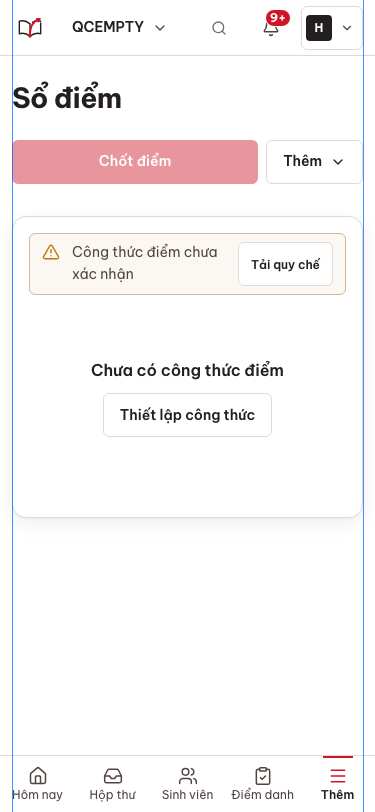 QCEMPTY
9+
H
Sổ điểm
Chốt điểm
Thêm
Công thức điểm chưa
xác nhận
Tải quy chế
Chưa có công thức điểm
Thiết lập công thức
Hôm nay
Hộp thư
Sinh viên
Điểm danh
Thêm